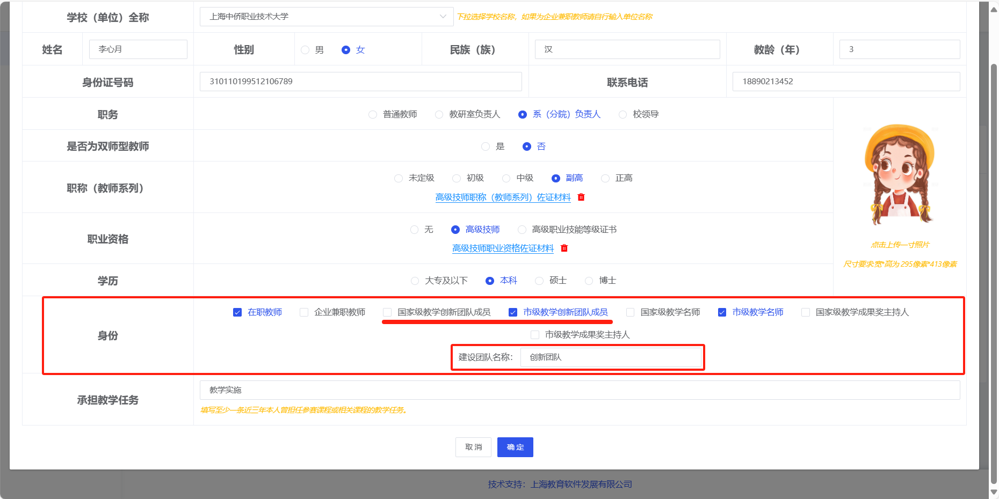 学校（单位）全称 上海中侨职业技术大学 下拉选择学校名称，如果为企业兼职教师请自行输入单位名称
姓名 李心月 性别 男 女 民族（族） 汉 教龄（年） 3
身份证号码 310110199512106789 联系电话 18890213452
职务 普通教师 教研室负责人 系（分院）负责人 校领导
是否为双师型教师 是 否
职称（教师系列） 未定级 初级 中级 副高 正高
高级技师职称（教师系列）佐证材料
职业资格 无 高级技师 高级职业技能等级证书
高级技师职业资格佐证材料
点击上传一寸照片
尺寸要求:宽*高为 295像素*413像素
学历 大专及以下 本科 硕士 博士
身份 在职教师 企业兼职教师 国家级教学创新团队成员 市级教学创新团队成员 国家级教学名师 市级教学名师 国家级教学成果奖主持人
市级教学成果奖主持人
建设团队名称： 创新团队
承担教学任务 教学实施
填写至少一条近三年本人曾担任参赛课程或相关课程的教学任务。
取消 确定
技术支持：上海教育软件发展有限公司